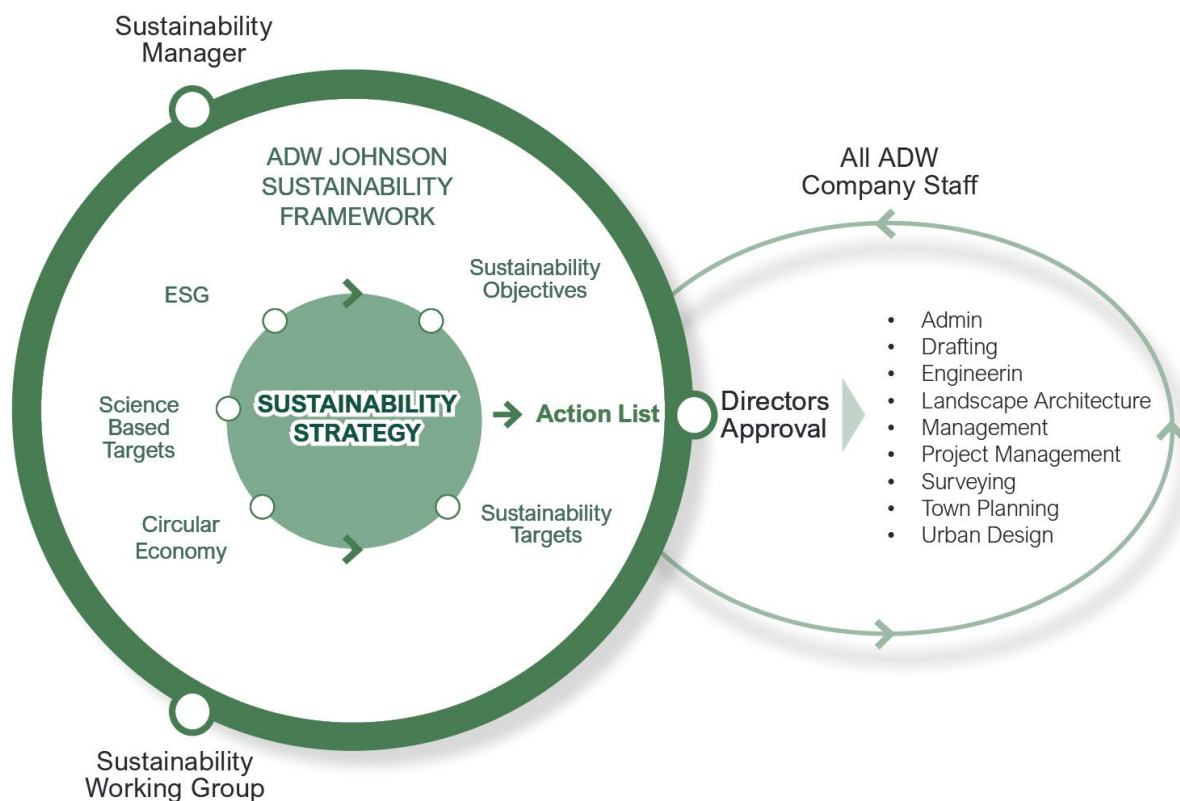 Sustainability
Manager
ADW JOHNSON
SUSTAINABILITY
FRAMEWORK
ESG
Sustainability
Objectives
Science
Based
Targets
SUSTAINABILITY
STRATEGY
Action List
Circular
Economy
Sustainability
Targets
Sustainability
Working Group
Directors
Approval
All ADW
Company Staff
• Admin
• Drafting
• Engineerin
• Landscape Architecture
• Management
• Project Management
• Surveying
• Town Planning
• Urban Design